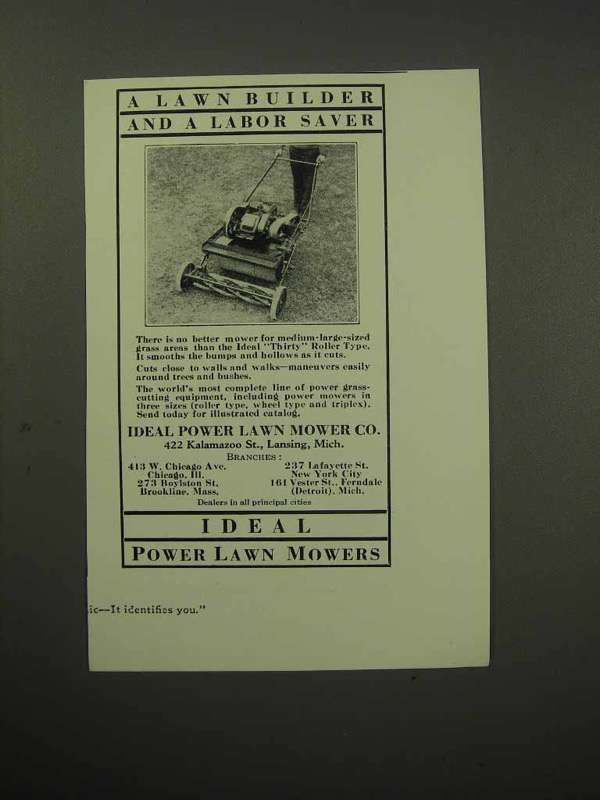 A LAWN BUILDER
AND A LABOR SAVER
There is no better mower for medium-large-sized
grass areas than the Ideal "Thirty" Roller Type.
It smooths the bumps and hollows as it cuts.
Cuts close to walls and walks—maneuvers easily
around trees and bushes.
The world's most complete line of power grass-
cutting equipment, including power mowers in
three sizes (roller type, wheel type and triplex).
Send today for illustrated catalog.
IDEAL POWER LAWN MOWER CO.
422 Kalamazoo St., Lansing, Mich.
BRANCHES:
413 W. Chicago Ave.
Chicago, Ill.
273 Boylston St.
Brookline, Mass.
237 Lafayette St.
New York City
161 Vester St., Ferndale
(Detroit), Mich.
Dealers in all principal cities
IDEAL
POWER LAWN MOWERS
ic—It identifies you."